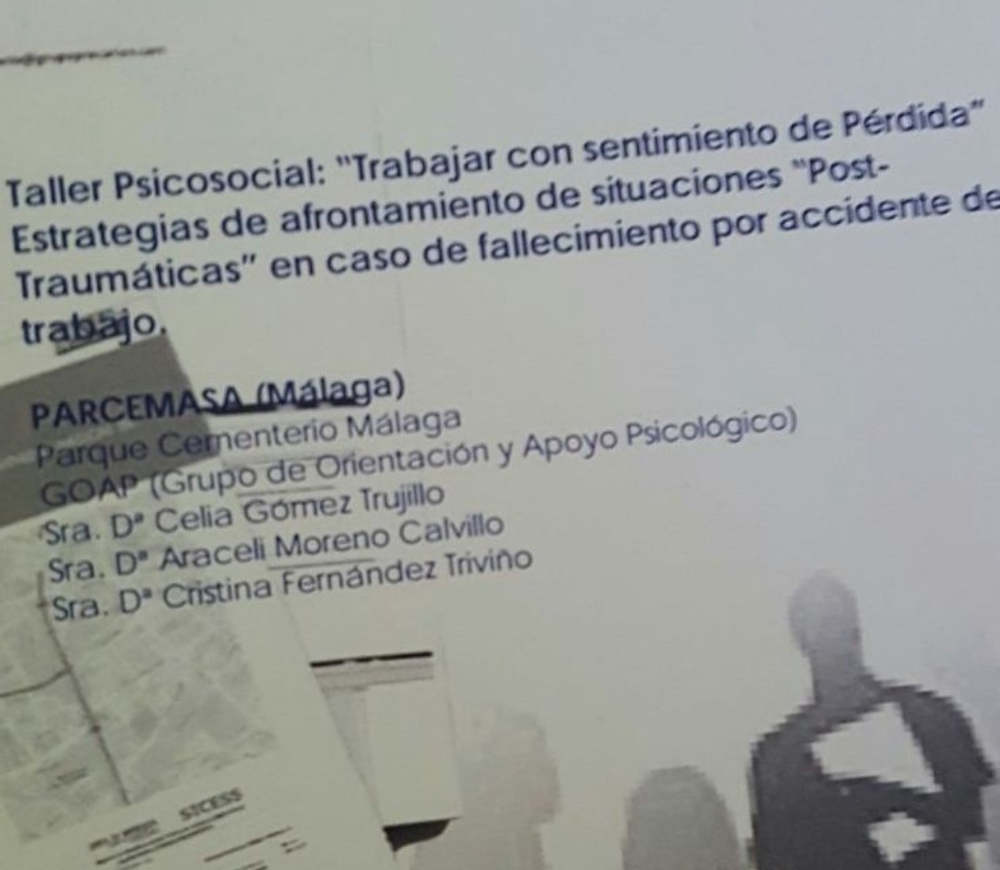 Taller Psicosocial: "Trabajar con sentimiento de Pérdida"
Estrategias de afrontamiento de situaciones "Post-
Traumáticas" en caso de fallecimiento por accidente de
trabajo.
PARCEMASA (Málaga)
Parque Cementerio Málaga
GOAP (Grupo de Orientación y Apoyo Psicológico)
Sra. Dª Celia Gómez Trujillo
Sra. Dª Araceli Moreno Calvillo
Sra. Dª Cristina Fernández Triviño
SICESS